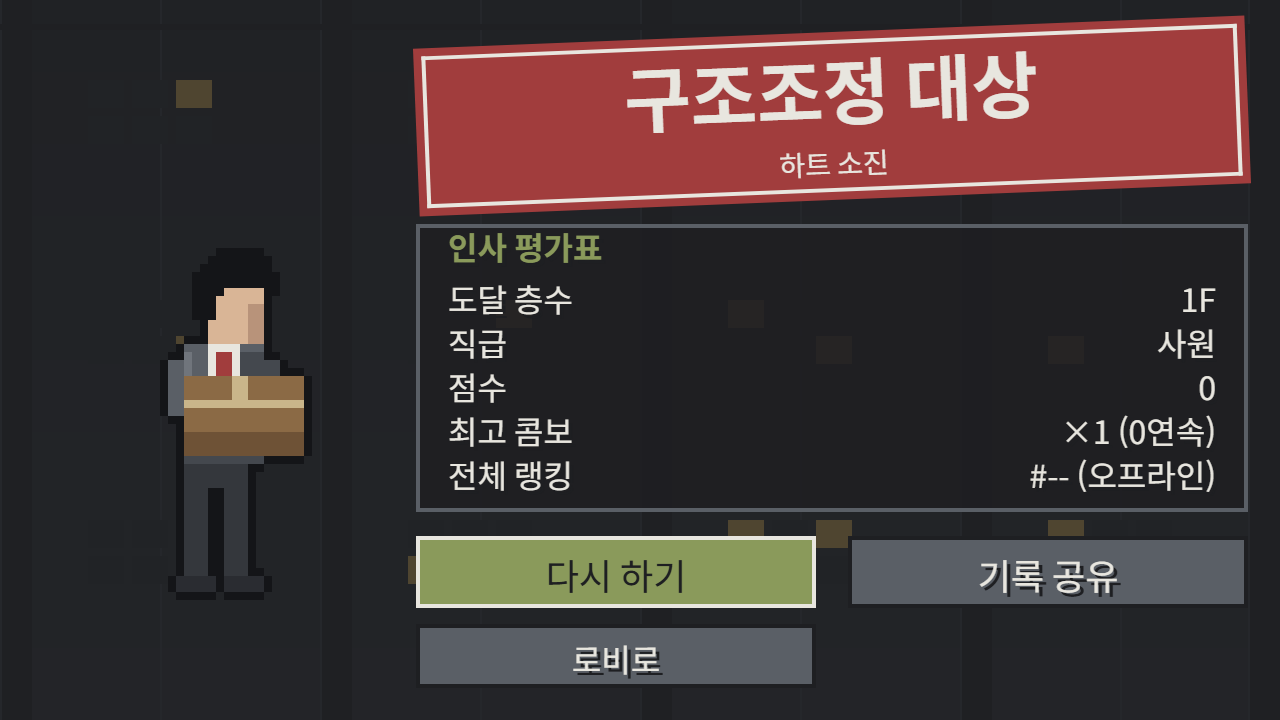 구조조정 대상
하트 소진
인사 평가표
도달 층수 1F
직급 사원
점수 0
최고 콤보 ×1 (0연속)
전체 랭킹 #-- (오프라인)
다시 하기
기록 공유
로비로